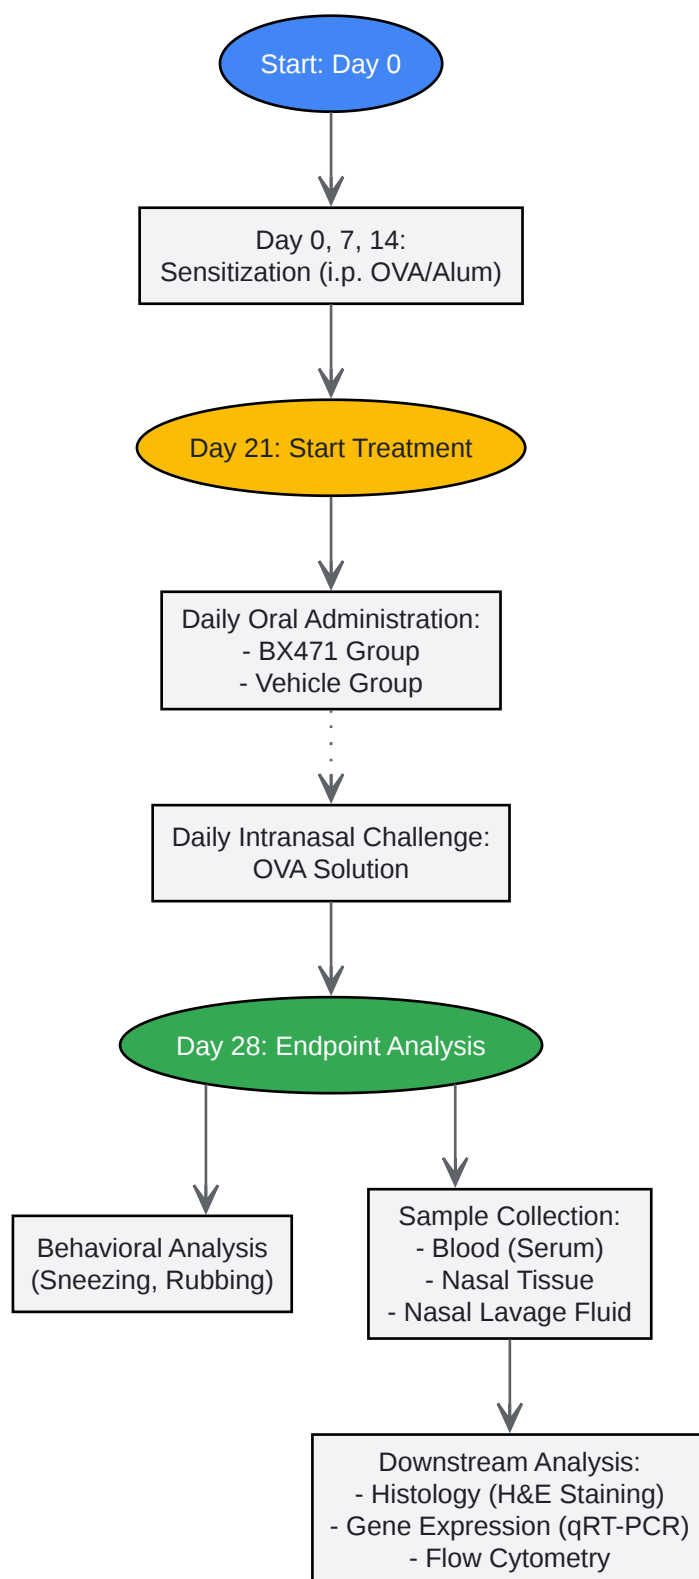 Start: Day 0
Day 0, 7, 14:
Sensitization (i.p. OVA/Alum)
Day 21: Start Treatment
Daily Oral Administration:
- BX471 Group
- Vehicle Group
Daily Intranasal Challenge:
OVA Solution
Day 28: Endpoint Analysis
Behavioral Analysis
(Sneezing, Rubbing)
Sample Collection:
- Blood (Serum)
- Nasal Tissue
- Nasal Lavage Fluid
Downstream Analysis:
- Histology (H&E Staining)
- Gene Expression (qRT-PCR)
- Flow Cytometry